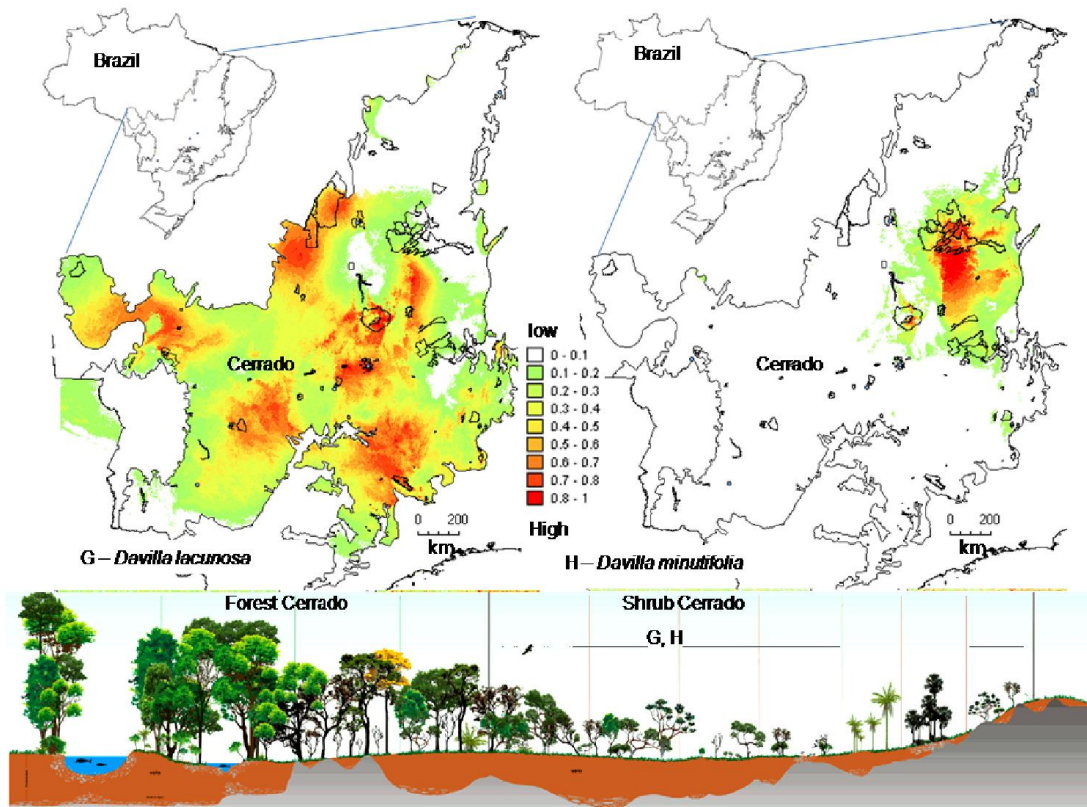 Brazil
Cerrado
G – Davilla lacunosa
0 200
km
low
0 - 0.1
0.1 - 0.2
0.2 - 0.3
0.3 - 0.4
0.4 - 0.5
0.5 - 0.6
0.6 - 0.7
0.7 - 0.8
0.8 - 1
High
Brazil
Cerrado
H – Davilla minutifolia
0 200
km
Forest Cerrado
Shrub Cerrado
G, H